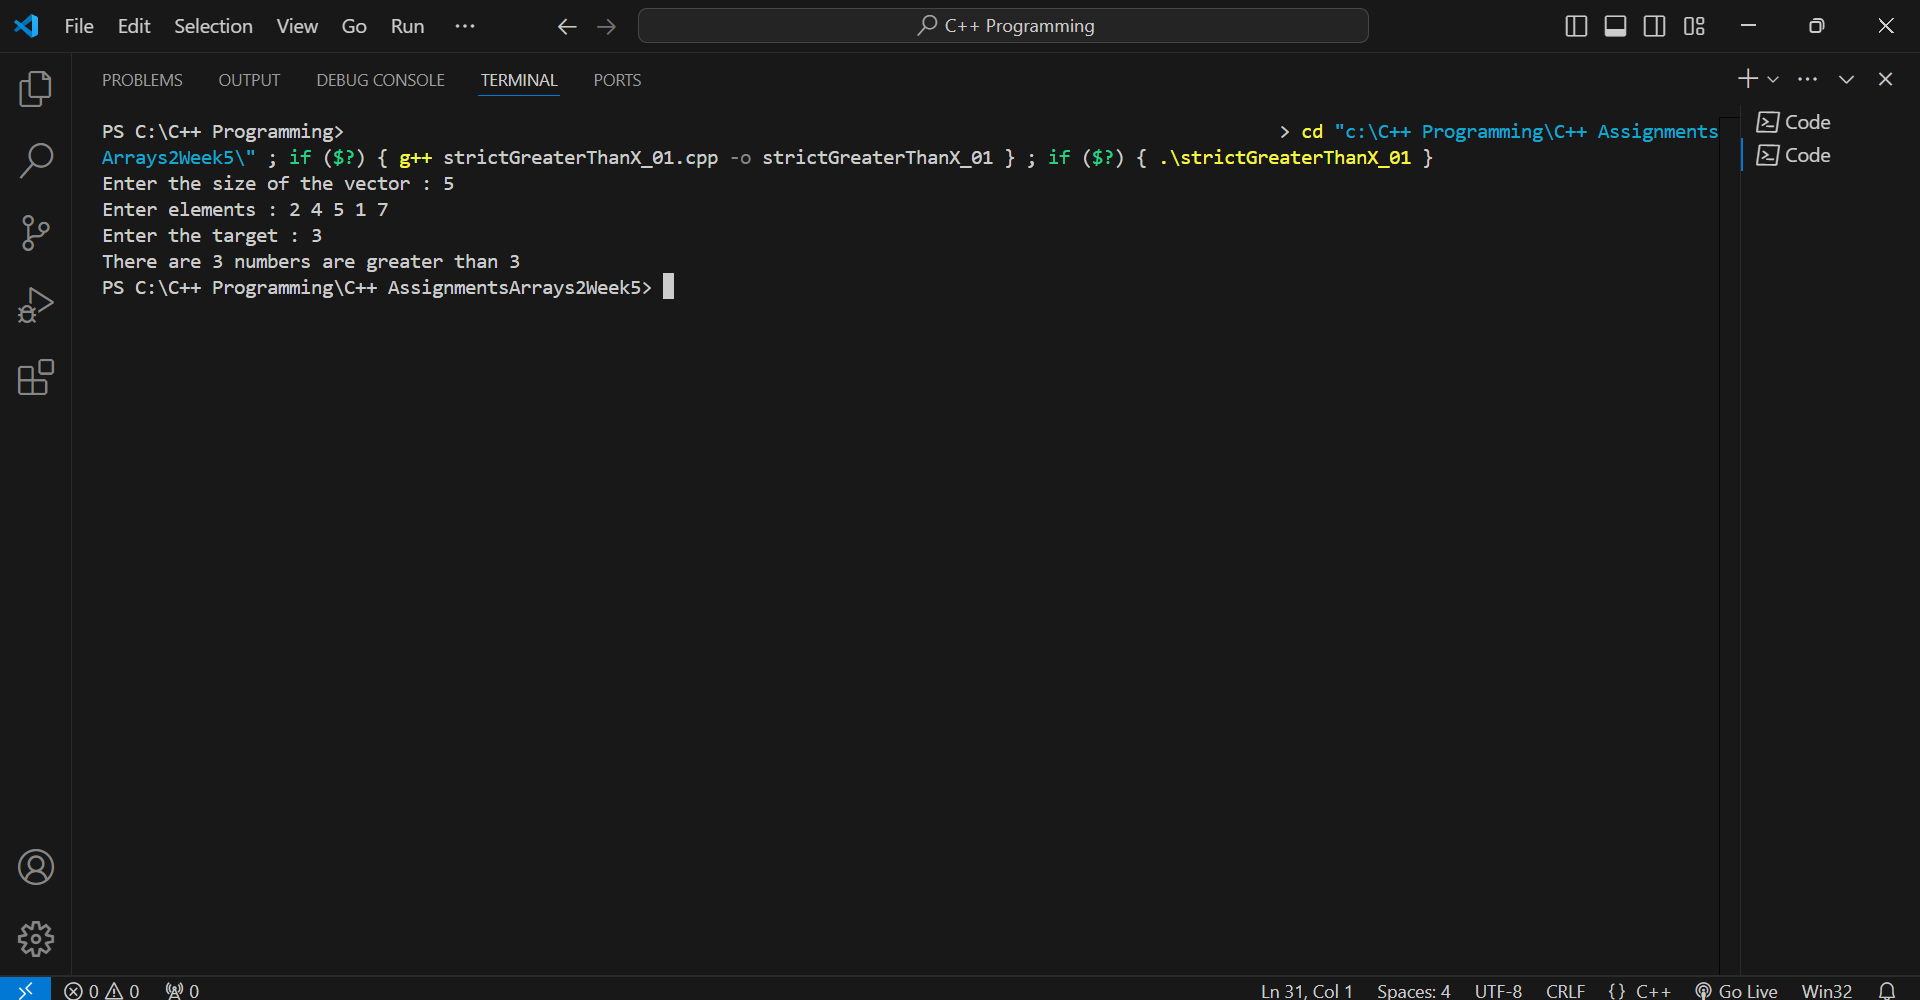 File Edit Selection View Go Run ··· C++ Programming
PROBLEMS OUTPUT DEBUG CONSOLE TERMINAL PORTS
PS C:\C++ Programming> > cd "c:\C++ Programming\C++ Assignments
Arrays2Week5\" ; if ($?) { g++ strictGreaterThanX_01.cpp -o strictGreaterThanX_01 } ; if ($?) { .\strictGreaterThanX_01 }
Enter the size of the vector : 5
Enter elements : 2 4 5 1 7
Enter the target : 3
There are 3 numbers are greater than 3
PS C:\C++ Programming\C++ AssignmentsArrays2Week5>
Code
Code
0 0 0 Ln 31, Col 1 Spaces: 4 UTF-8 CRLF {} C++ Go Live Win32